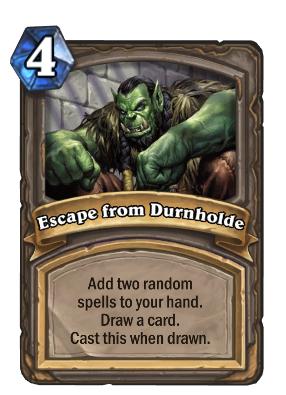 4
Escape from Durnholde
Add two random
spells to your hand.
Draw a card.
Cast this when drawn.